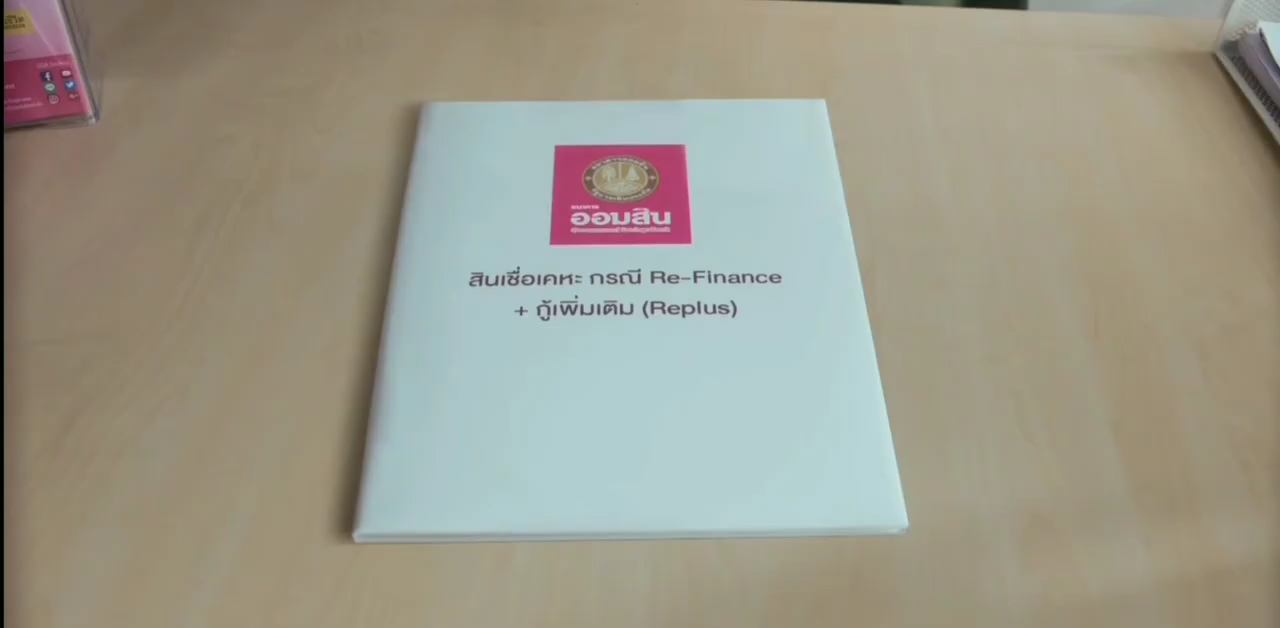 ธนาคาร
ออมสิน
สินเชื่อเคหะ กรณี Re-Finance
+ กู้เพิ่มเติม (Replus)